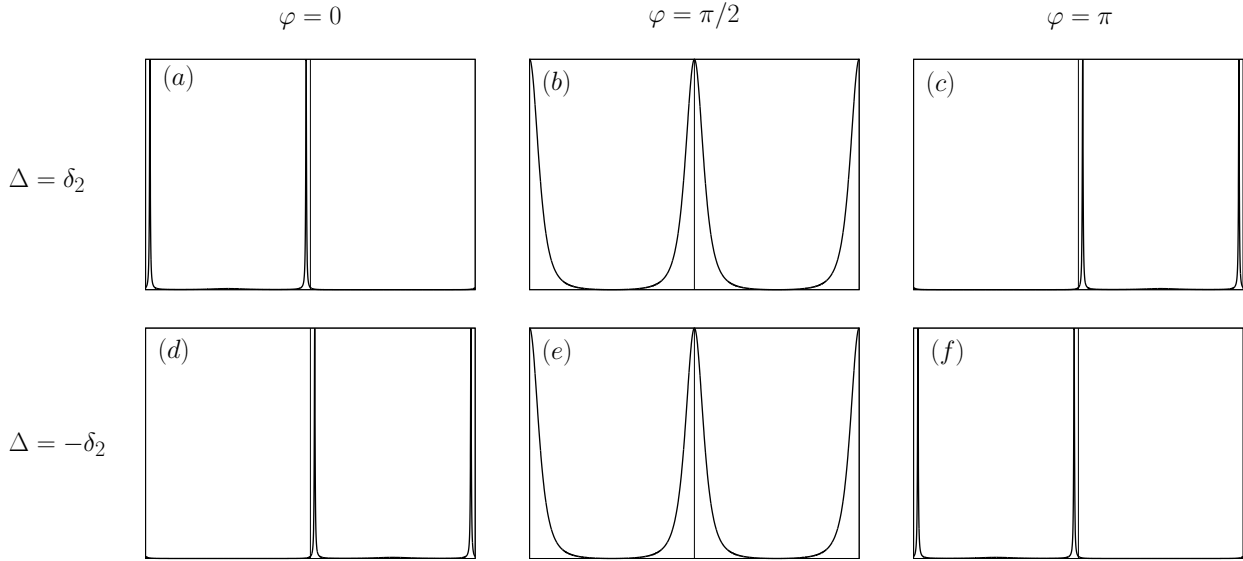 φ = 0 φ = π/2 φ = π
Δ = δ₂ (a) (b) (c)
Δ = −δ₂ (d) (e) (f)